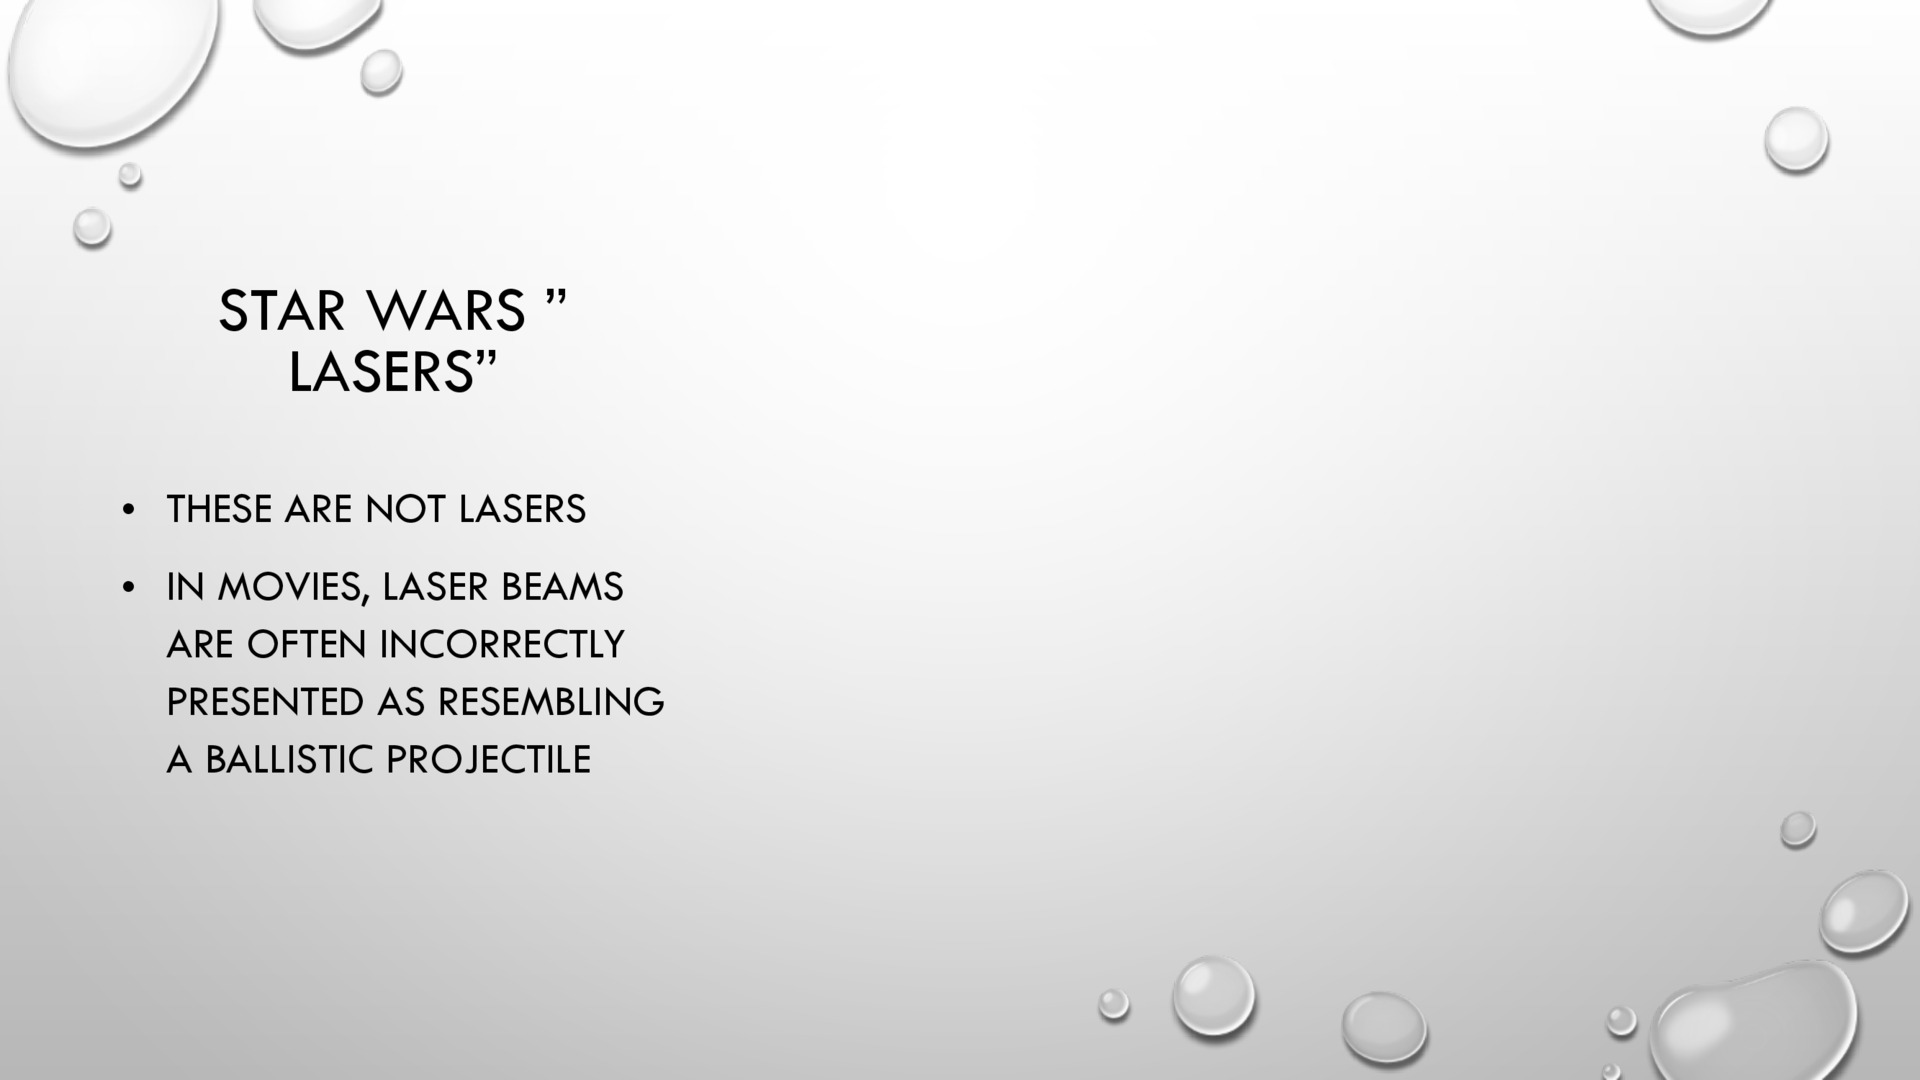 STAR WARS ”
LASERS”
• THESE ARE NOT LASERS
• IN MOVIES, LASER BEAMS
ARE OFTEN INCORRECTLY
PRESENTED AS RESEMBLING
A BALLISTIC PROJECTILE